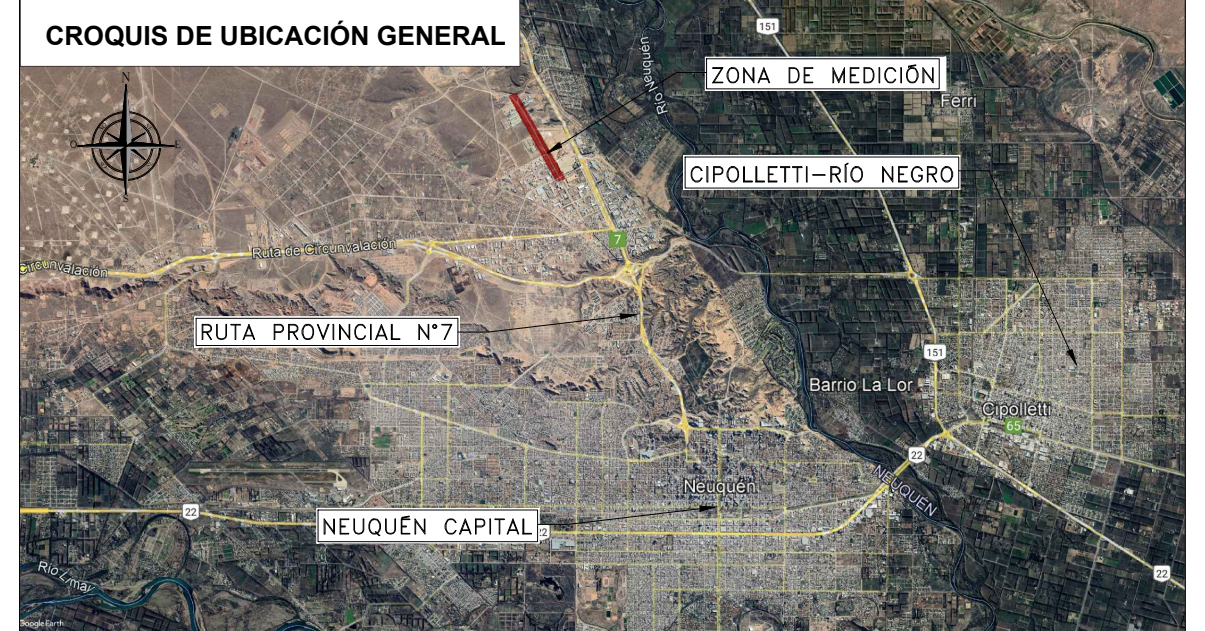 CROQUIS DE UBICACIÓN GENERAL
151
N
O
E
S
Río Neuquén
ZONA DE MEDICIÓN
Ferri
CIPOLLETTI-RÍO NEGRO
7
Ruta de Circunvalación
Circunvalación
RUTA PROVINCIAL N°7
151
Barrio La Lor
Cipolletti
65
22
Neuquén
NEUQUÉN
22
NEUQUÉN CAPITAL
22
Río Limay
22
Google Earth